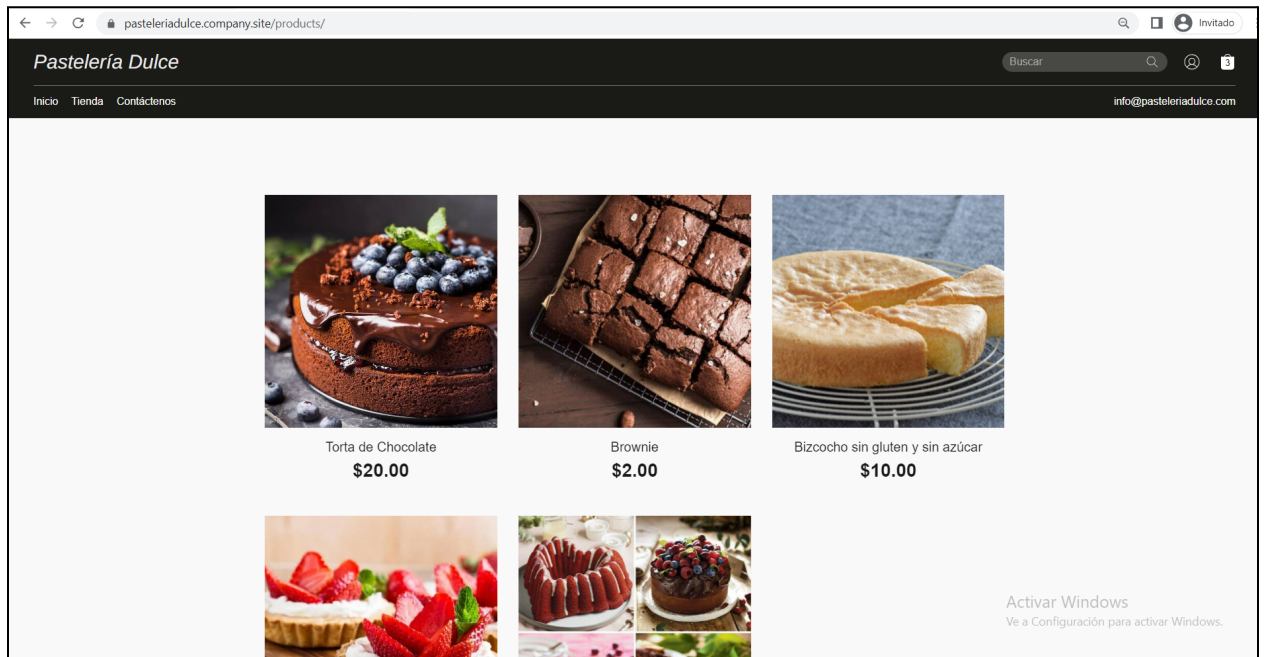 pasteleriadulce.company.site/products/
Invitado
Pastelería Dulce
Buscar
3
Inicio Tienda Contáctenos
info@pasteleriadulce.com
Torta de Chocolate
$20.00
Brownie
$2.00
Bizcocho sin gluten y sin azúcar
$10.00
Activar Windows
Ve a Configuración para activar Windows.